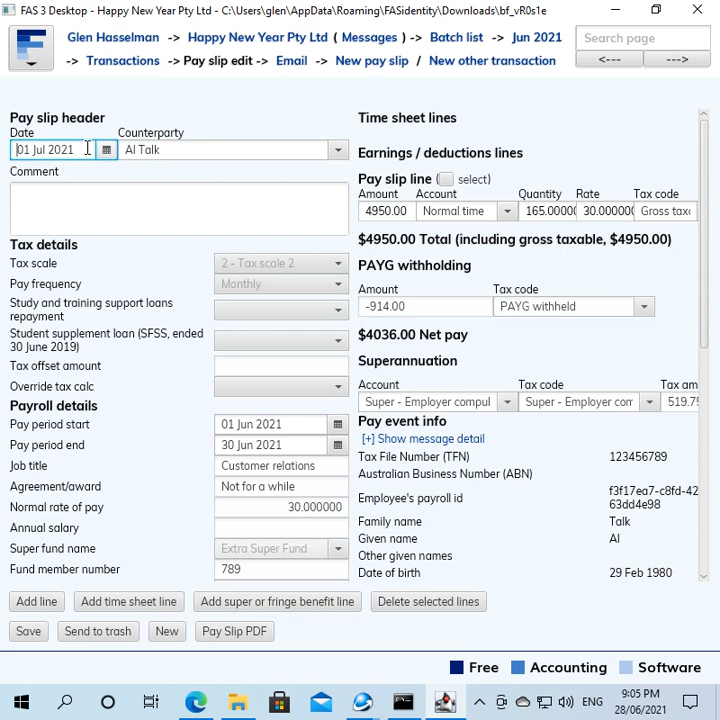 FAS 3 Desktop - Happy New Year Pty Ltd - C:\Users\glen\AppData\Roaming\FASidentity\Downloads\bf_vR0s1e
Glen Hasselman -> Happy New Year Pty Ltd ( Messages ) -> Batch list -> Jun 2021
-> Transactions -> Pay slip edit -> Email -> New pay slip / New other transaction
Search page
<--- --->
Pay slip header
Date Counterparty
01 Jul 2021 Al Talk
Comment
Tax details
Tax scale 2 - Tax scale 2
Pay frequency Monthly
Study and training support loans
repayment
Student supplement loan (SFSS, ended
30 June 2019)
Tax offset amount
Override tax calc
Payroll details
Pay period start 01 Jun 2021
Pay period end 30 Jun 2021
Job title Customer relations
Agreement/award Not for a while
Normal rate of pay 30.000000
Annual salary
Super fund name Extra Super Fund
Fund member number 789
Time sheet lines
Earnings / deductions lines
Pay slip line ( select)
Amount Account Quantity Rate Tax code
4950.00 Normal time 165.0000 30.00000 Gross tax
$4950.00 Total (including gross taxable, $4950.00)
PAYG withholding
Amount Tax code
-914.00 PAYG withheld
$4036.00 Net pay
Superannuation
Account Tax code Tax am
Super - Employer compul Super - Employer com 519.75
Pay event info
[+] Show message detail
Tax File Number (TFN) 123456789
Australian Business Number (ABN)
Employee's payroll id f3f17ea7-c8fd-42
63dd4e98
Family name Talk
Given name Al
Other given names
Date of birth 29 Feb 1980
Add line Add time sheet line Add super or fringe benefit line Delete selected lines
Save Send to trash New Pay Slip PDF
Free Accounting Software
ENG
9:05 PM
28/06/2021